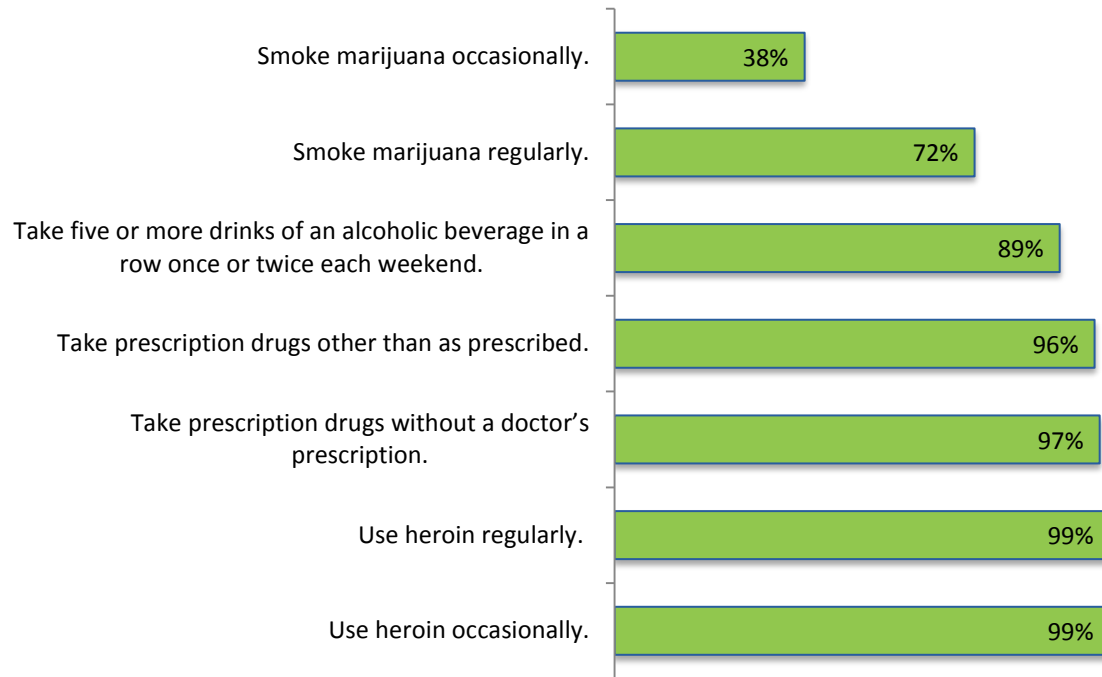 Smoke marijuana occasionally.
38%
Smoke marijuana regularly.
72%
Take five or more drinks of an alcoholic beverage in a
row once or twice each weekend.
89%
Take prescription drugs other than as prescribed.
96%
Take prescription drugs without a doctor’s
prescription.
97%
Use heroin regularly.
99%
Use heroin occasionally.
99%